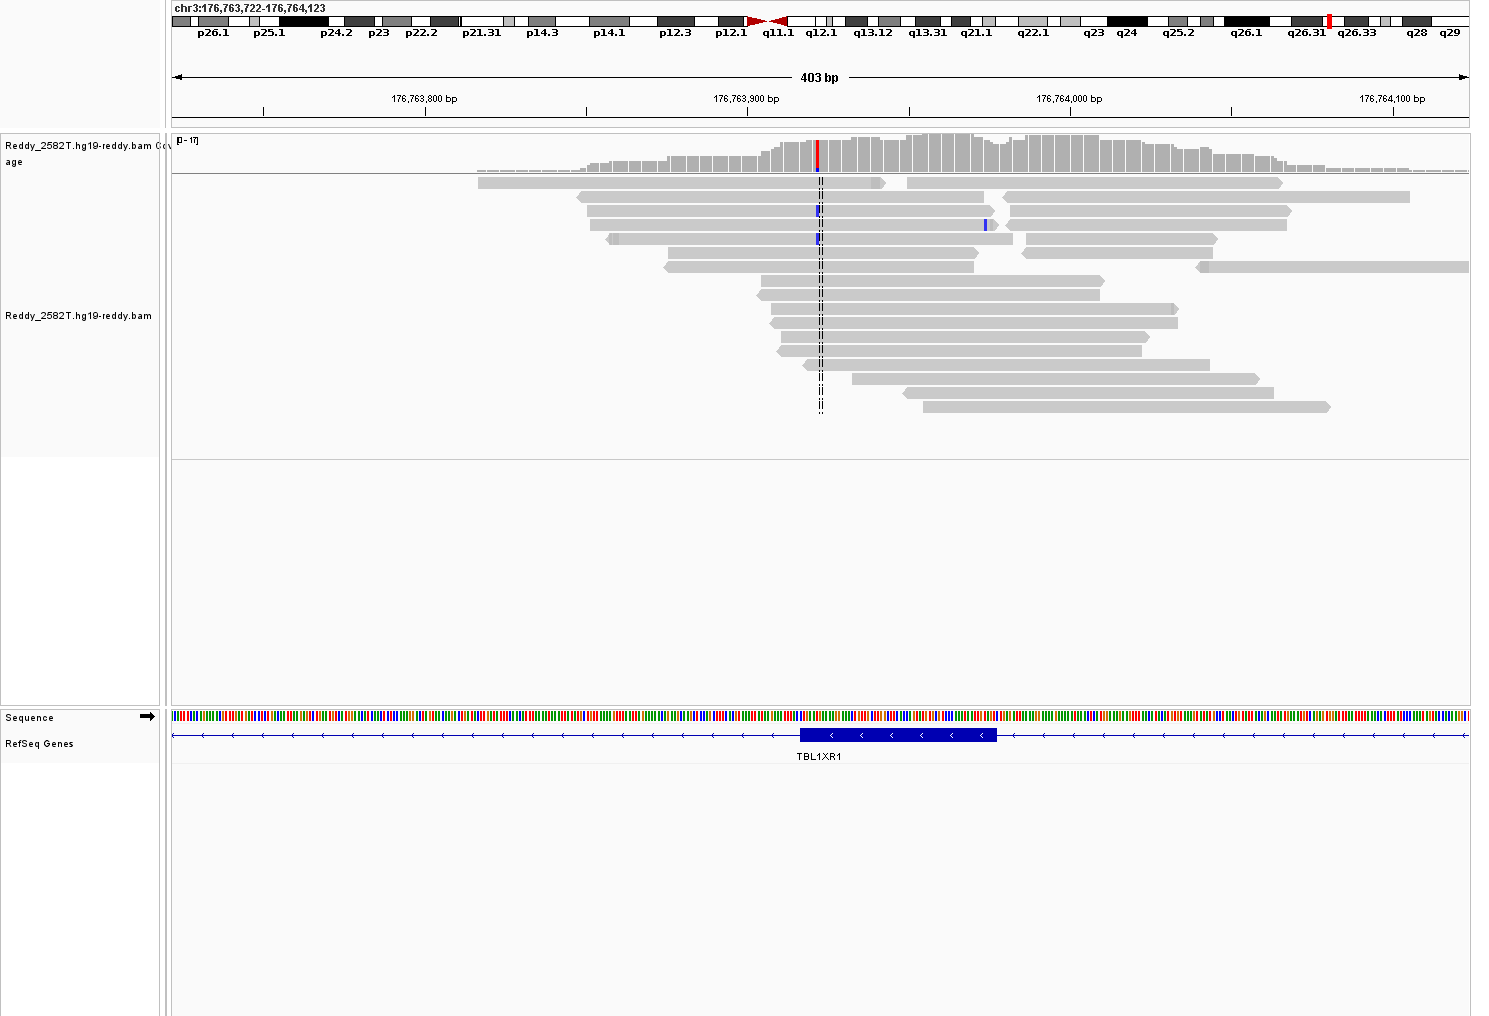 chr3:176,763,722-176,764,123
p26.1 p25.1 p24.2 p23 p22.2 p21.31 p14.3 p14.1 p12.3 p12.1 q11.1 q12.1 q13.12 q13.31 q21.1 q22.1 q23 q24 q25.2 q26.1 q26.31 q26.33 q28 q29
403 bp
176,763,800 bp 176,763,900 bp 176,764,000 bp 176,764,100 bp
[0 - 17]
Reddy_2582T.hg19-reddy.bam Cov
age
Reddy_2582T.hg19-reddy.bam
Sequence
RefSeq Genes
TBL1XR1